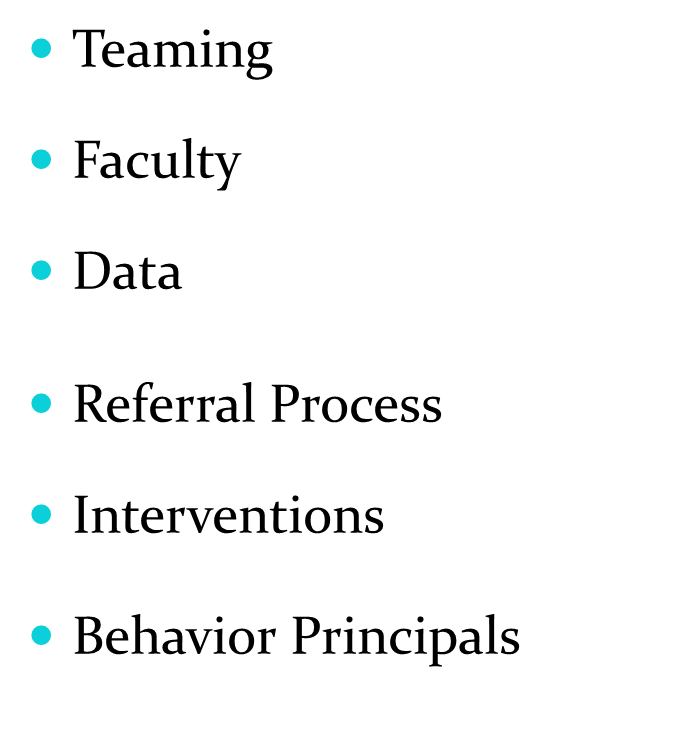 • Teaming
• Faculty
• Data
• Referral Process
• Interventions
• Behavior Principals